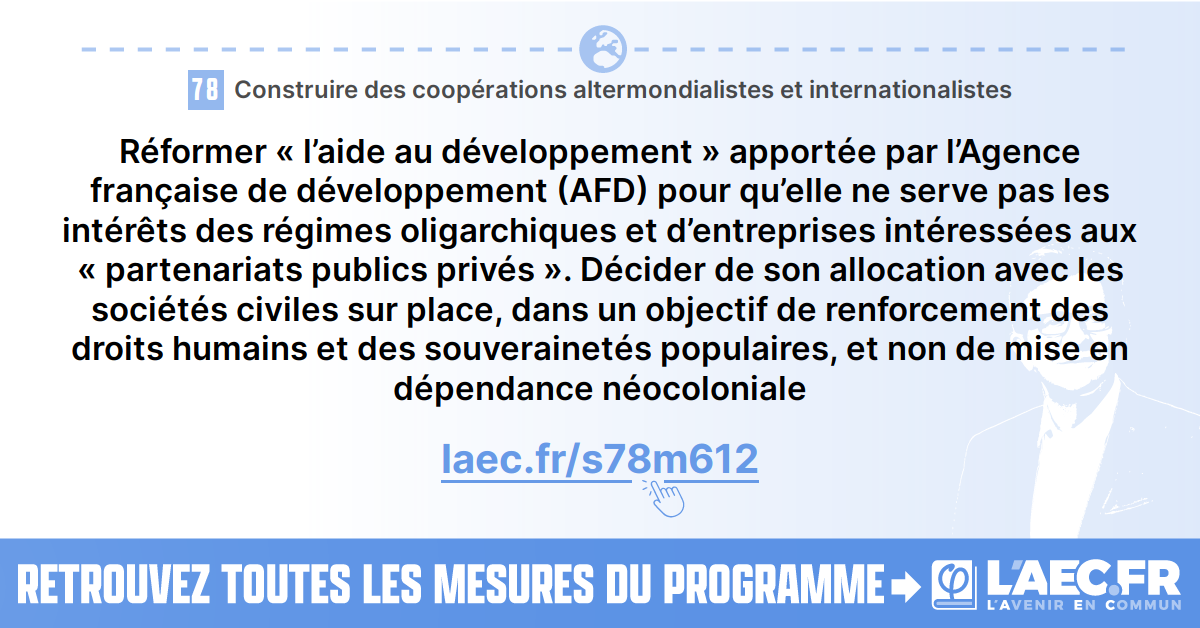 78 Construire des coopérations altermondialistes et internationalistes
Réformer « l’aide au développement » apportée par l’Agence
française de développement (AFD) pour qu’elle ne serve pas les
intérêts des régimes oligarchiques et d’entreprises intéressées aux
« partenariats publics privés ». Décider de son allocation avec les
sociétés civiles sur place, dans un objectif de renforcement des
droits humains et des souverainetés populaires, et non de mise en
dépendance néocoloniale
laec.fr/s78m612
RETROUVEZ TOUTES LES MESURES DU PROGRAMME
L'AEC.FR
L'AVENIR EN COMMUN